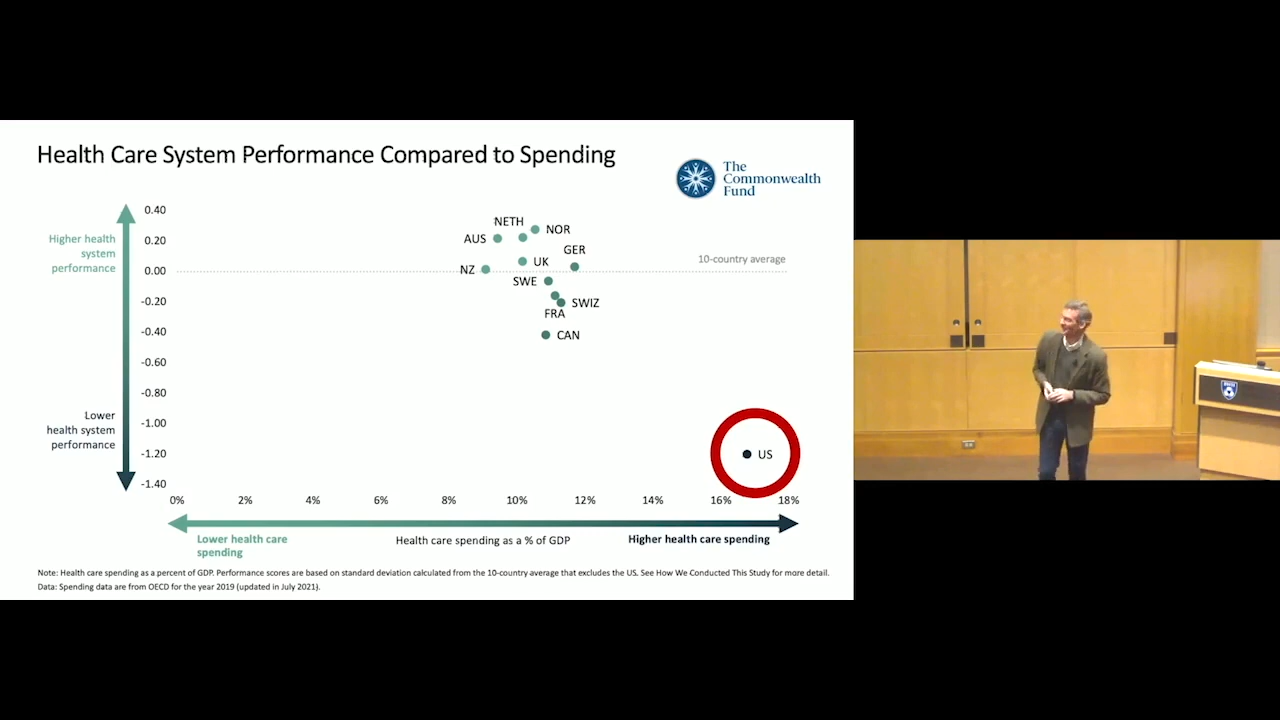 Health Care System Performance Compared to Spending
The
Commonwealth
Fund
Higher health
system
performance
Lower
health system
performance
0.40
0.20
0.00
-0.20
-0.40
-0.60
-0.80
-1.00
-1.20
-1.40
NETH
NOR
AUS
GER
UK
NZ
10-country average
SWE
SWIZ
FRA
CAN
US
0% 2% 4% 6% 8% 10% 12% 14% 16% 18%
Lower health care
spending
Health care spending as a % of GDP
Higher health care spending
Note: Health care spending as a percent of GDP. Performance scores are based on standard deviation calculated from the 10-country average that excludes the US. See How We Conducted This Study for more detail.
Data: Spending data are from OECD for the year 2019 (updated in July 2021).